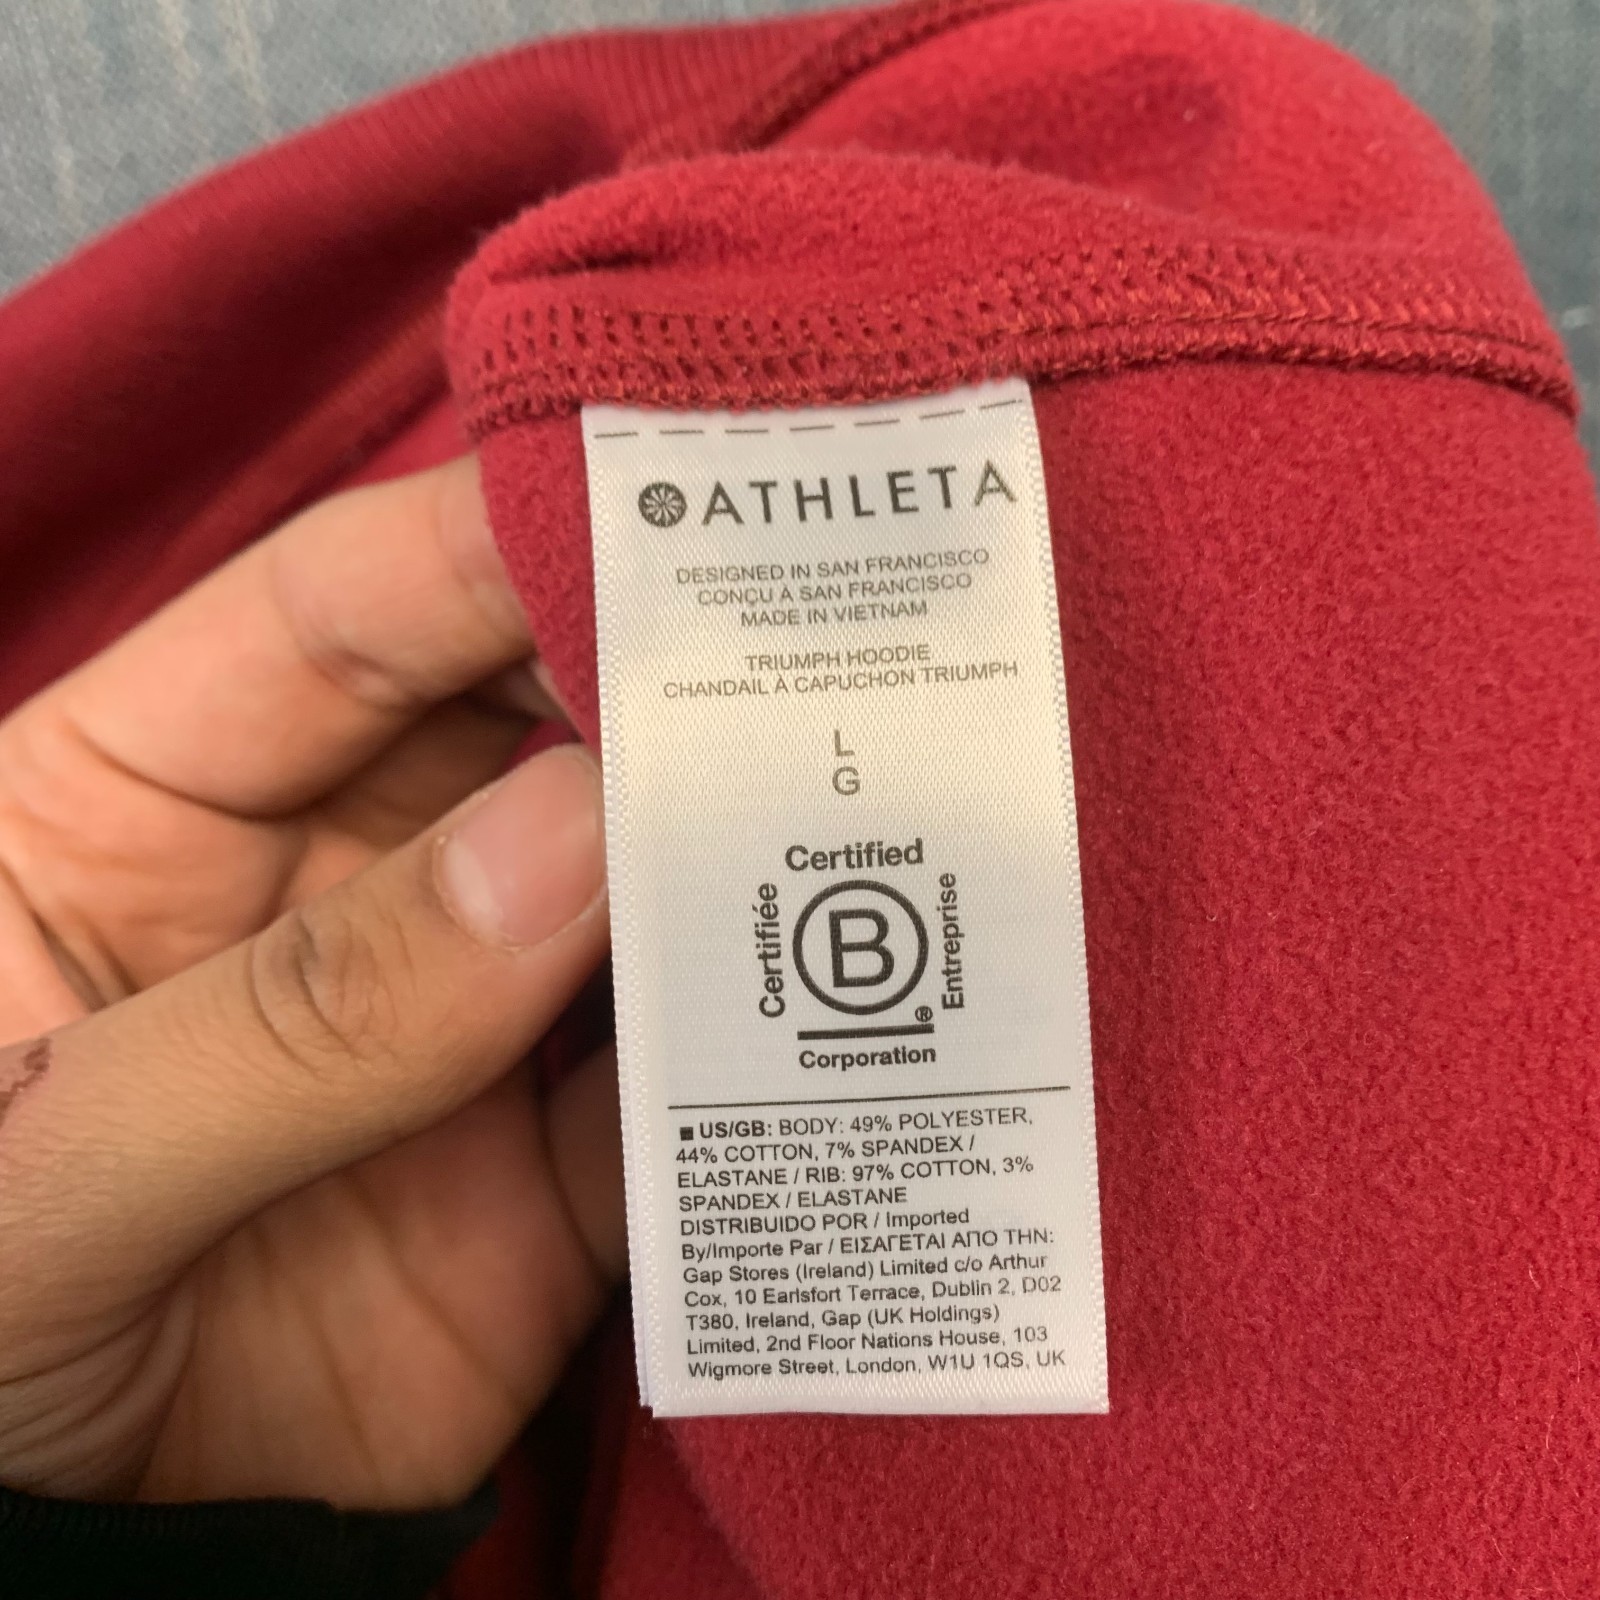 ATHLETA
DESIGNED IN SAN FRANCISCO
CONÇU À SAN FRANCISCO
MADE IN VIETNAM
TRIUMPH HOODIE
CHANDAIL À CAPUCHON TRIUMPH
L
G
Certified
Certifiée
B
®
Entreprise
Corporation
US/GB: BODY: 49% POLYESTER,
44% COTTON, 7% SPANDEX /
ELASTANE / RIB: 97% COTTON, 3%
SPANDEX / ELASTANE
DISTRIBUIDO POR / Imported
By/Importe Par / ΕΙΣΑΓΕΤΑΙ ΑΠΟ ΤΗΝ:
Gap Stores (Ireland) Limited c/o Arthur
Cox, 10 Earlsfort Terrace, Dublin 2, D02
T380, Ireland, Gap (UK Holdings)
Limited, 2nd Floor Nations House, 103
Wigmore Street, London, W1U 1QS, UK